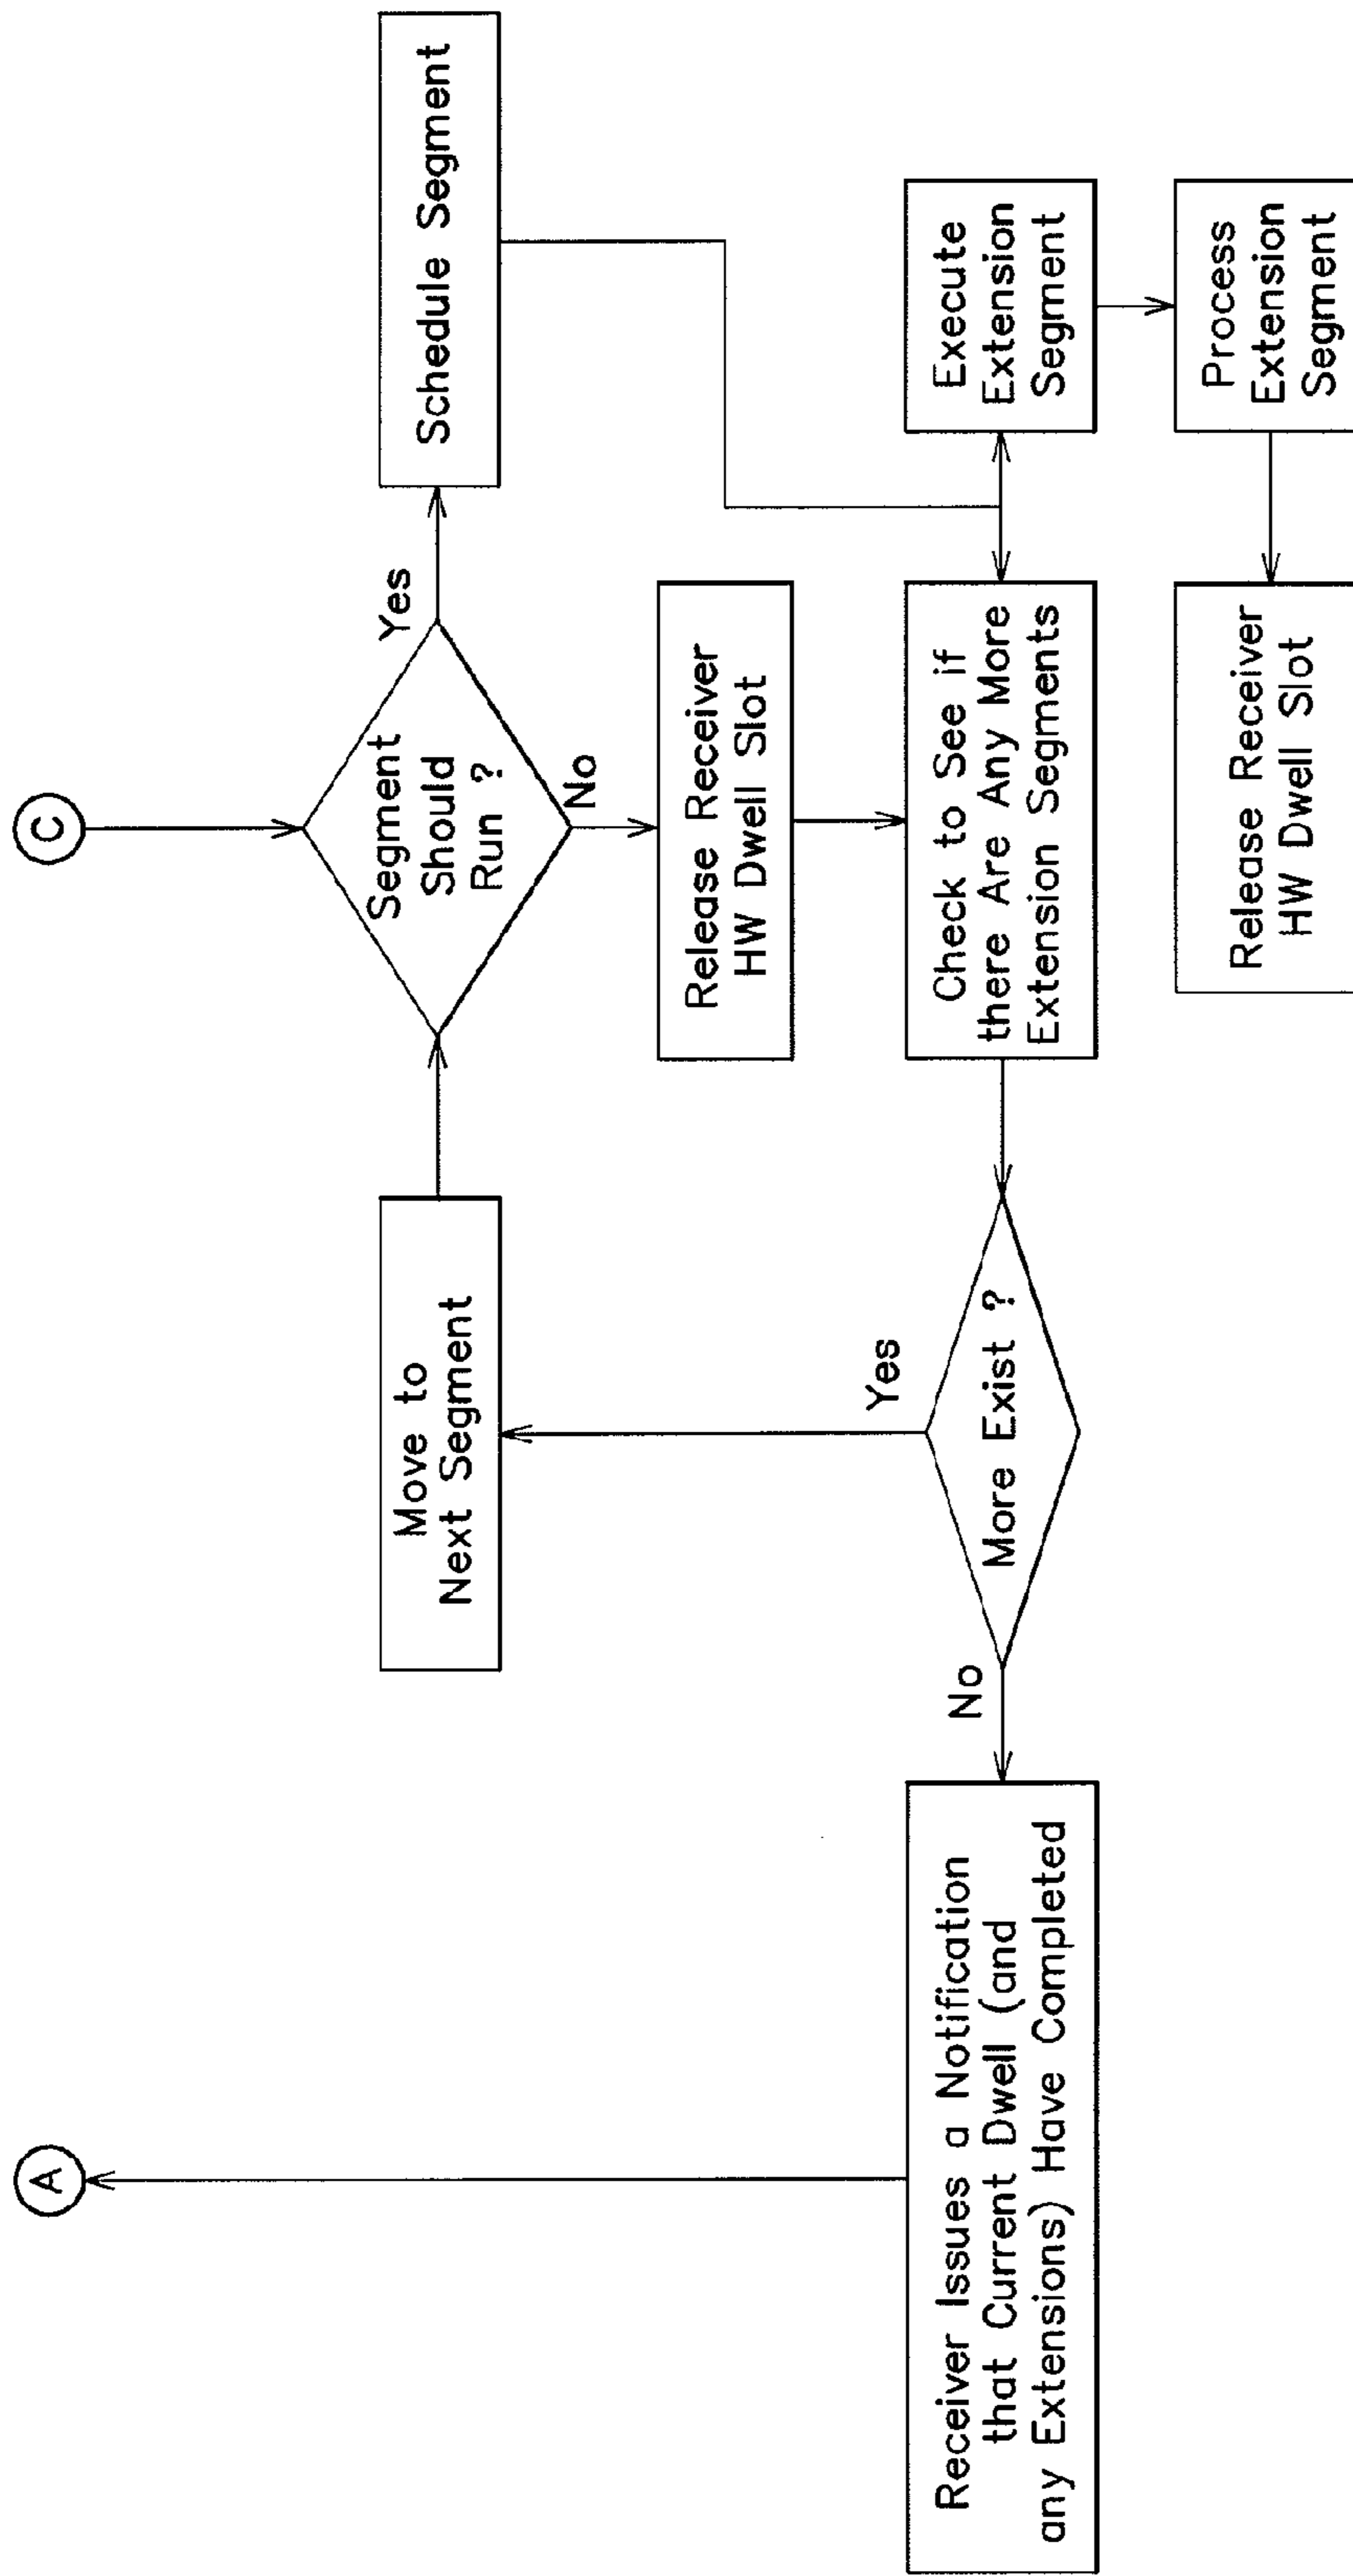 A
C
Move to
Next Segment
Segment
Should
Run ?
Yes
Schedule Segment
No
Release Receiver
HW Dwell Slot
Receiver Issues a Notification
that Current Dwell (and
any Extensions) Have Completed
No
More Exist ?
Yes
Check to See if
there Are Any More
Extension Segments
Execute
Extension
Segment
Release Receiver
HW Dwell Slot
Process
Extension
Segment